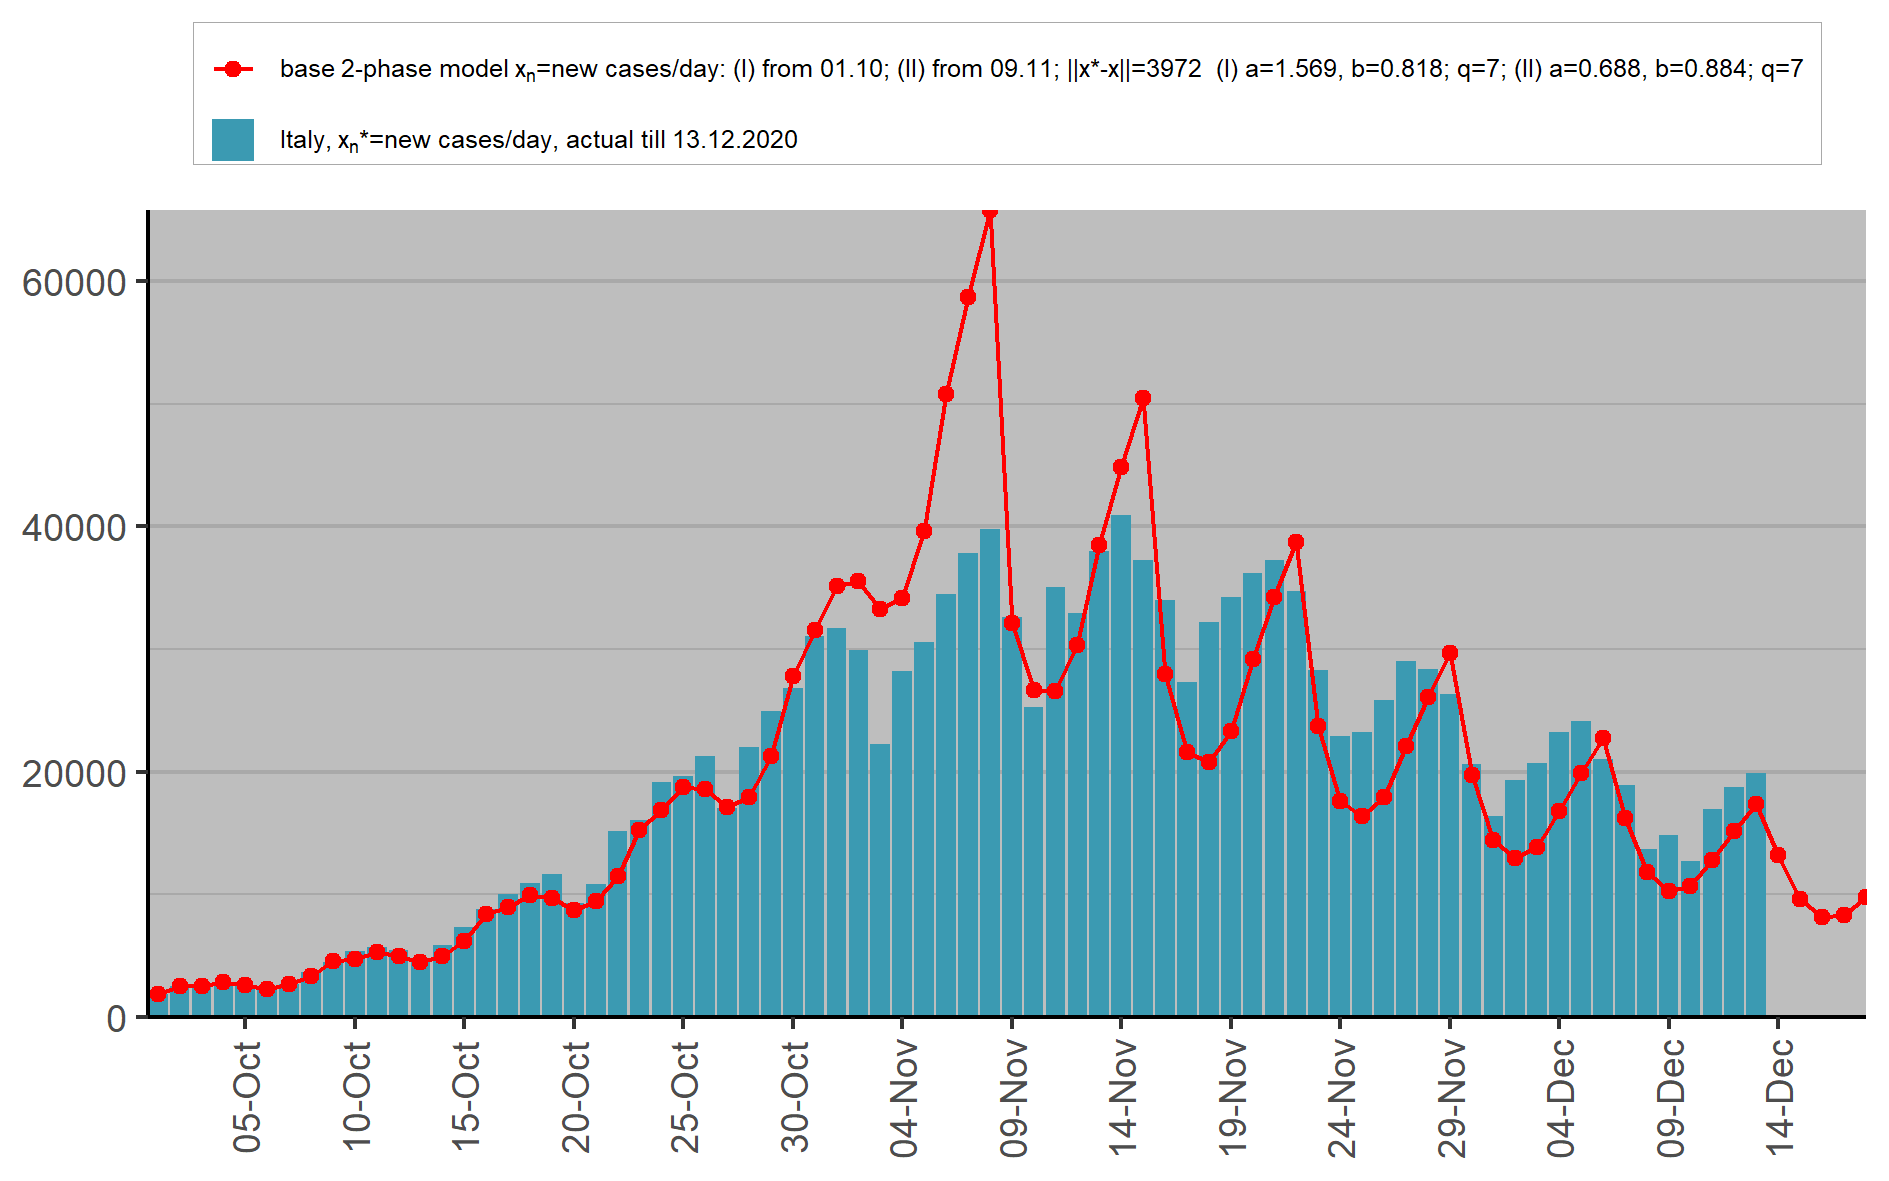 base 2-phase model xn=new cases/day: (I) from 01.10; (II) from 09.11; ||x*-x||=3972  (I) a=1.569, b=0.818; q=7; (II) a=0.688, b=0.884; q=7
Italy, xn*=new cases/day, actual till 13.12.2020
60000
40000
20000
0
05-Oct
10-Oct
15-Oct
20-Oct
25-Oct
30-Oct
04-Nov
09-Nov
14-Nov
19-Nov
24-Nov
29-Nov
04-Dec
09-Dec
14-Dec